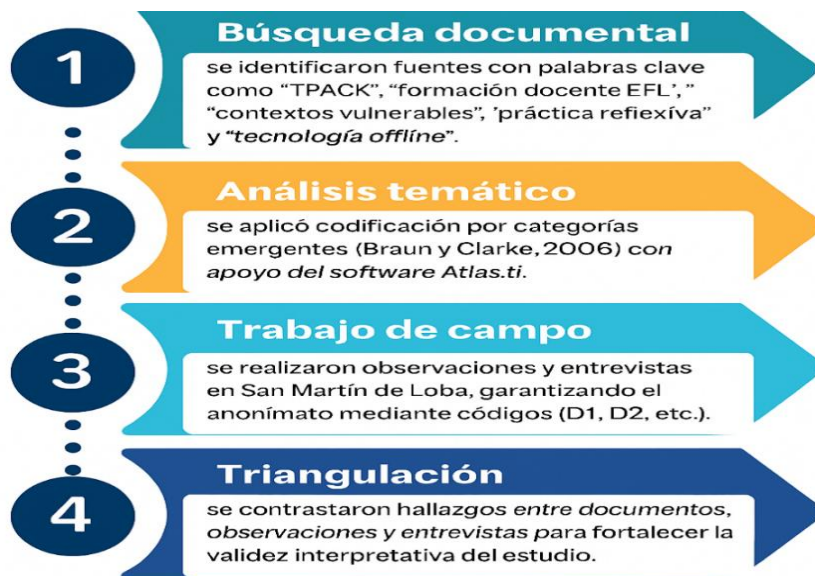 1
Búsqueda documental
se identificaron fuentes con palabras clave
como “TPACK”, “formación docente EFL’,”
“contextos vulnerables”, ’práctica refiexíva”
y “tecnología offlíne”.
2
Análisis temático
se aplicó codificación por categorías
emergentes (Braun y Clarke, 2006) con
apoyo del software Atlas.ti.
3
Trabajo de campo
se realizaron observaciones y entrevistas
en San Martín de Loba, garantizando el
anonímato mediante códigos (D1, D2, etc.).
4
Triangulación
se contrastaron hallazgos entre documentos,
observaciones y entrevistas para fortalecer la
validez interpretativa del estudio.